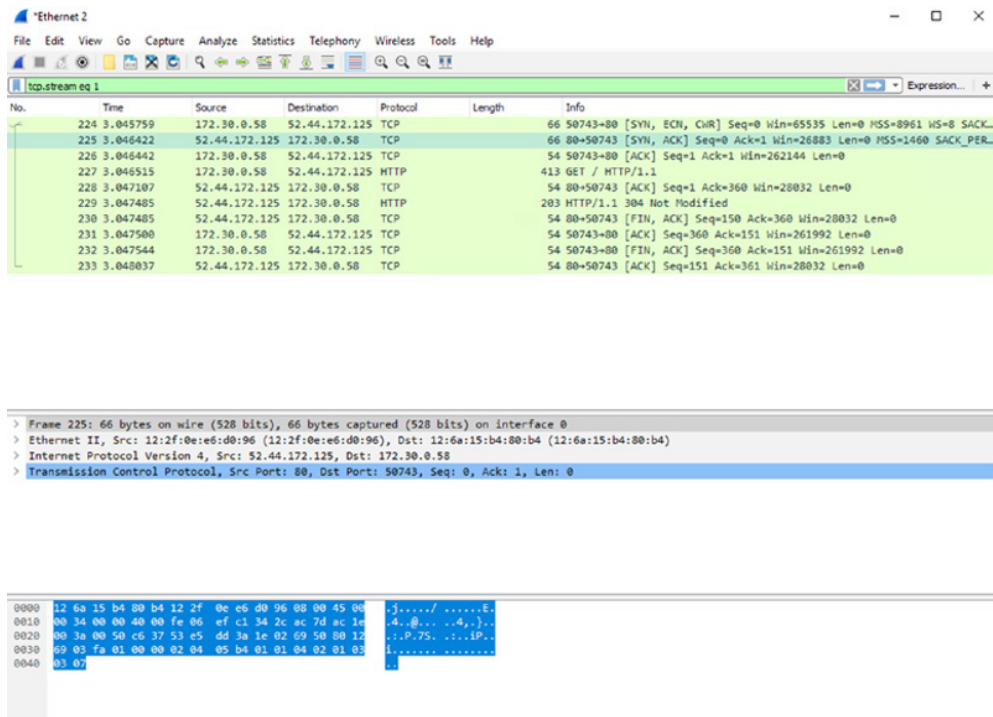 *Ethernet 2
File Edit View Go Capture Analyze Statistics Telephony Wireless Tools Help
tcp.stream eq 1
Expression... +
No. Time Source Destination Protocol Length Info
224 3.045759 172.30.0.58 52.44.172.125 TCP 66 50743→80 [SYN, ECN, CWR] Seq=0 Win=65535 Len=0 MSS=8961 WS=8 SACK…
225 3.046422 52.44.172.125 172.30.0.58 TCP 66 80→50743 [SYN, ACK] Seq=0 Ack=1 Win=26883 Len=0 MSS=1460 SACK_PER…
226 3.046442 172.30.0.58 52.44.172.125 TCP 54 50743→80 [ACK] Seq=1 Ack=1 Win=262144 Len=0
227 3.046515 172.30.0.58 52.44.172.125 HTTP 413 GET / HTTP/1.1
228 3.047107 52.44.172.125 172.30.0.58 TCP 54 80→50743 [ACK] Seq=1 Ack=360 Win=28032 Len=0
229 3.047485 52.44.172.125 172.30.0.58 HTTP 203 HTTP/1.1 304 Not Modified
230 3.047485 52.44.172.125 172.30.0.58 TCP 54 80→50743 [FIN, ACK] Seq=150 Ack=360 Win=28032 Len=0
231 3.047500 172.30.0.58 52.44.172.125 TCP 54 50743→80 [ACK] Seq=360 Ack=151 Win=261992 Len=0
232 3.047544 172.30.0.58 52.44.172.125 TCP 54 50743→80 [FIN, ACK] Seq=360 Ack=151 Win=261992 Len=0
233 3.048037 52.44.172.125 172.30.0.58 TCP 54 80→50743 [ACK] Seq=151 Ack=361 Win=28032 Len=0
> Frame 225: 66 bytes on wire (528 bits), 66 bytes captured (528 bits) on interface 0
> Ethernet II, Src: 12:2f:0e:e6:d0:96 (12:2f:0e:e6:d0:96), Dst: 12:6a:15:b4:80:b4 (12:6a:15:b4:80:b4)
> Internet Protocol Version 4, Src: 52.44.172.125, Dst: 172.30.0.58
> Transmission Control Protocol, Src Port: 80, Dst Port: 50743, Seq: 0, Ack: 1, Len: 0
0000 12 6a 15 b4 80 b4 12 2f 0e e6 d0 96 08 00 45 00 .j...../ ......E.
0010 00 34 00 00 40 00 fe 06 ef c1 34 2c ac 7d ac 1e .4..@... ..4,.}..
0020 00 3a 00 50 c6 37 53 e5 dd 3a 1e 02 69 50 80 12 .:.P.7S. .:..iP..
0030 69 03 fa 01 00 00 02 04 05 b4 01 01 04 02 01 03 i....... ........
0040 03 07 ..